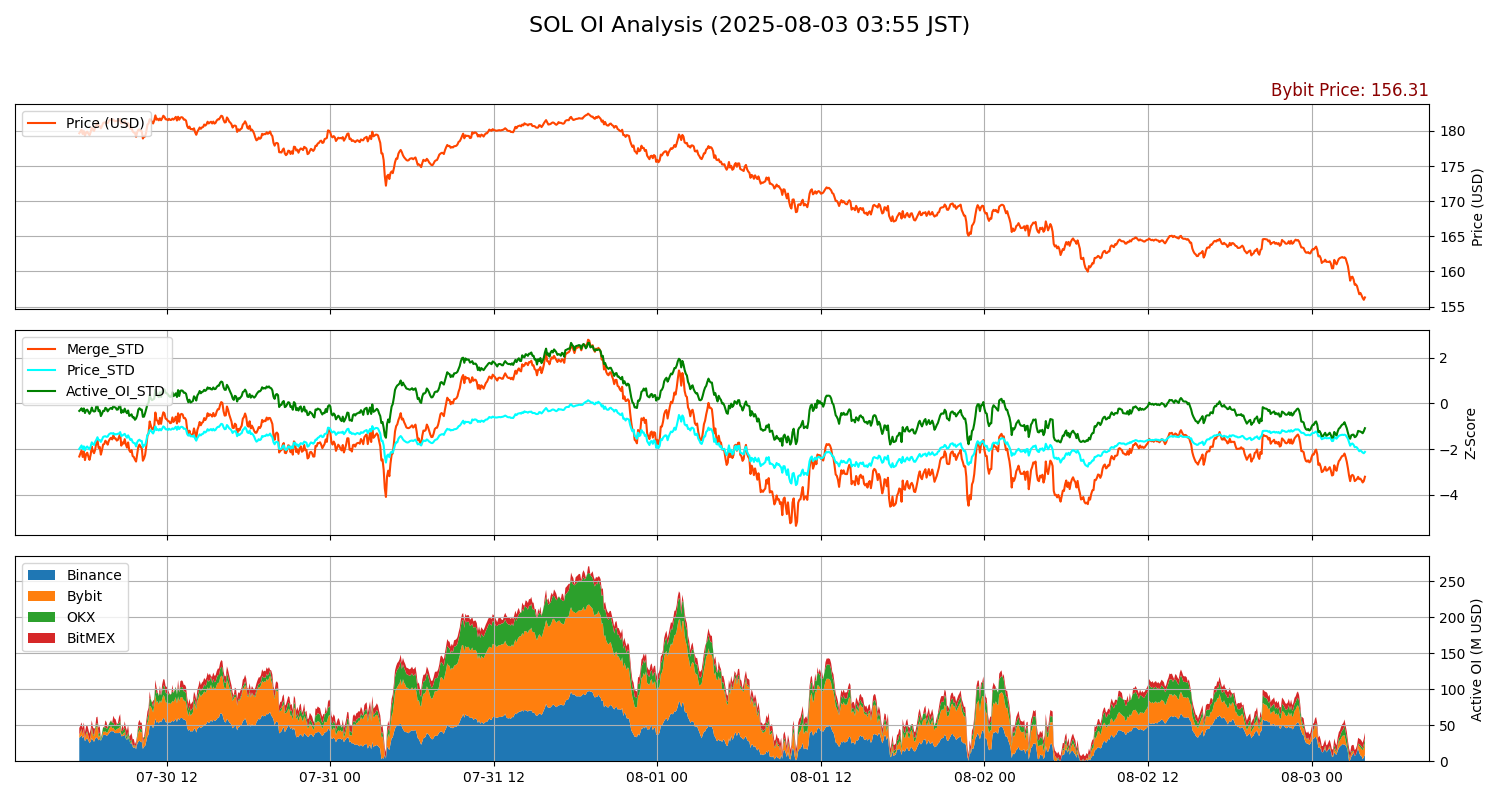 SOL OI Analysis (2025-08-03 03:55 JST)
Bybit Price: 156.31
Price (USD)
180
175
170
165
160
155
Price (USD)
Merge_STD
Price_STD
Active_OI_STD
2
0
−2
−4
Z-Score
Binance
Bybit
OKX
BitMEX
250
200
150
100
50
0
Active OI (M USD)
07-30 12
07-31 00
07-31 12
08-01 00
08-01 12
08-02 00
08-02 12
08-03 00